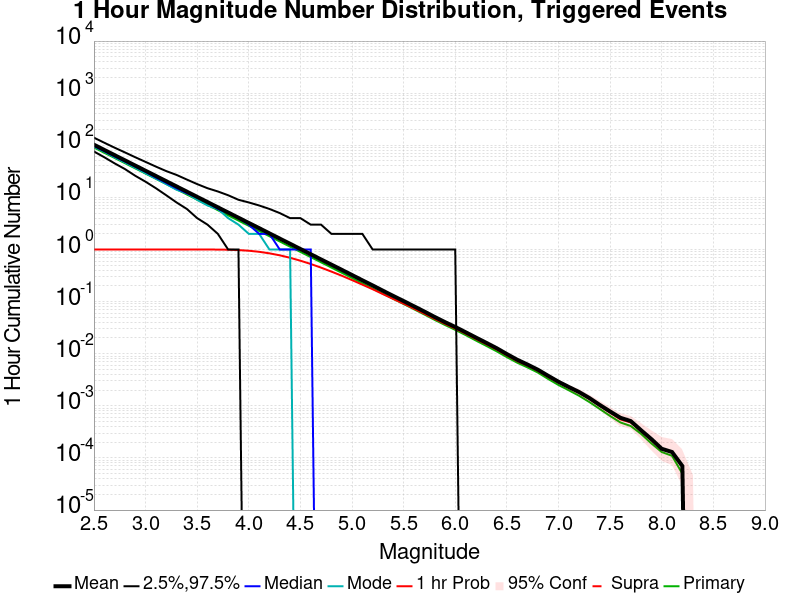 1 Hour Magnitude Number Distribution, Triggered Events
1 Hour Cumulative Number
10^4
10^3
10^2
10^1
10^0
10^-1
10^-2
10^-3
10^-4
10^-5
2.5 3.0 3.5 4.0 4.5 5.0 5.5 6.0 6.5 7.0 7.5 8.0 8.5 9.0
Magnitude
Mean 2.5%,97.5% Median Mode 1 hr Prob 95% Conf Supra Primary